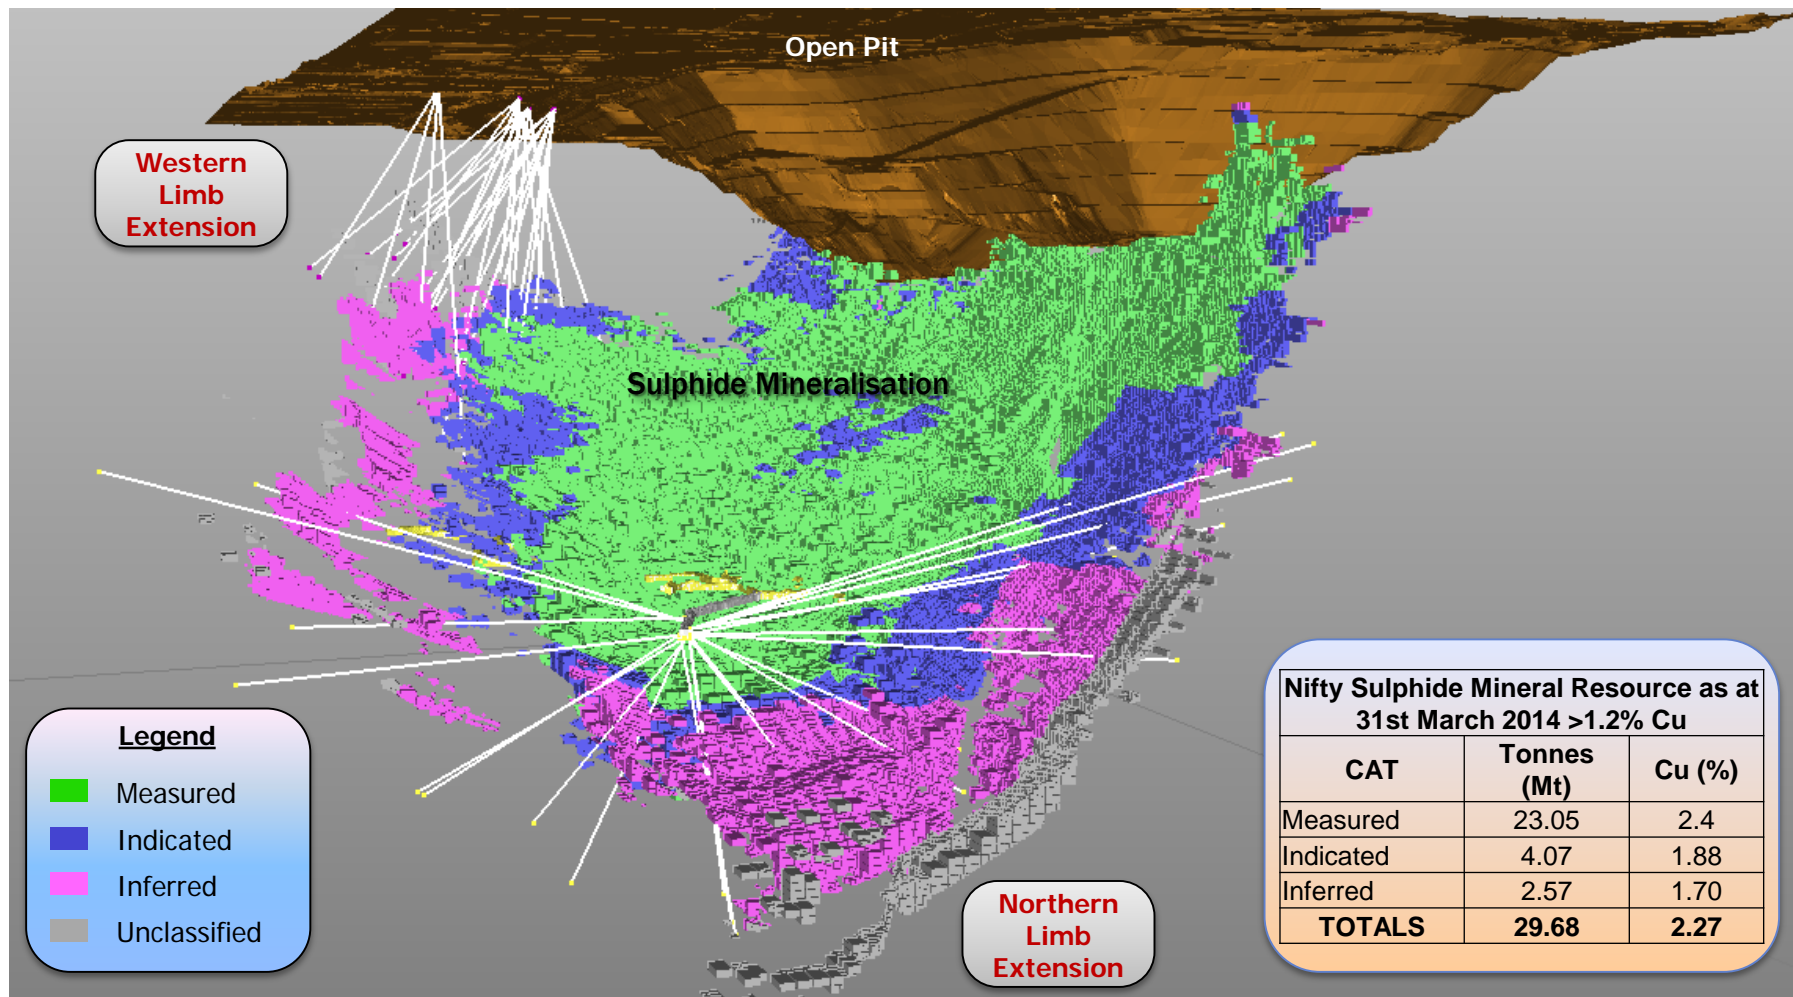 Open Pit
Western
Limb
Extension
Sulphide Mineralisation
Legend
Measured
Indicated
Inferred
Unclassified
Northern
Limb
Extension
Nifty Sulphide Mineral Resource as at
31st March 2014 >1.2% Cu
CAT Tonnes (Mt) Cu (%)
Measured 23.05 2.4
Indicated 4.07 1.88
Inferred 2.57 1.70
TOTALS 29.68 2.27